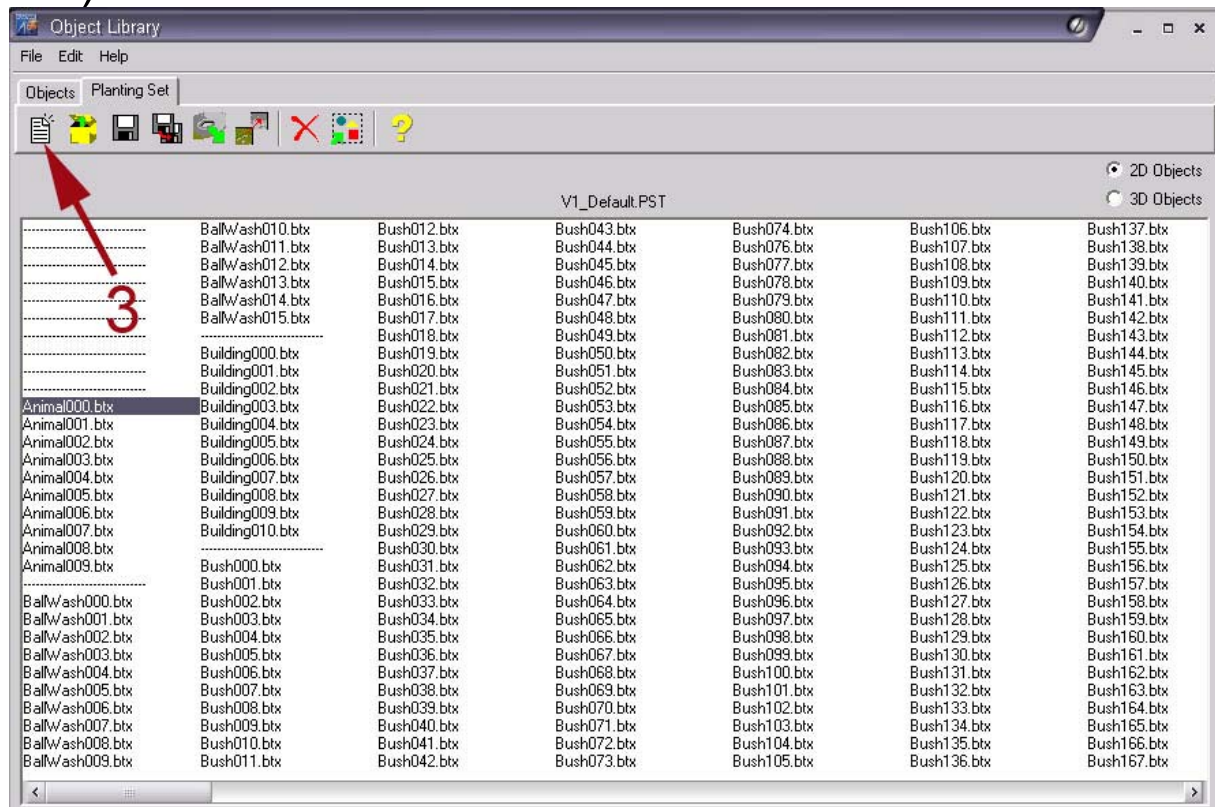 Object Library
File Edit Help
Objects Planting Set
2D Objects
V1_Default.PST
3D Objects
3
----------------------------
----------------------------
----------------------------
----------------------------
----------------------------
----------------------------
----------------------------
----------------------------
----------------------------
----------------------------
Animal000.btx
Animal001.btx
Animal002.btx
Animal003.btx
Animal004.btx
Animal005.btx
Animal006.btx
Animal007.btx
Animal008.btx
Animal009.btx
----------------------------
BallWash000.btx
BallWash001.btx
BallWash002.btx
BallWash003.btx
BallWash004.btx
BallWash005.btx
BallWash006.btx
BallWash007.btx
BallWash008.btx
BallWash009.btx
BallWash010.btx
BallWash011.btx
BallWash012.btx
BallWash013.btx
BallWash014.btx
BallWash015.btx
----------------------------
Building000.btx
Building001.btx
Building002.btx
Building003.btx
Building004.btx
Building005.btx
Building006.btx
Building007.btx
Building008.btx
Building009.btx
Building010.btx
----------------------------
Bush000.btx
Bush001.btx
Bush002.btx
Bush003.btx
Bush004.btx
Bush005.btx
Bush006.btx
Bush007.btx
Bush008.btx
Bush009.btx
Bush010.btx
Bush011.btx
Bush012.btx
Bush013.btx
Bush014.btx
Bush015.btx
Bush016.btx
Bush017.btx
Bush018.btx
Bush019.btx
Bush020.btx
Bush021.btx
Bush022.btx
Bush023.btx
Bush024.btx
Bush025.btx
Bush026.btx
Bush027.btx
Bush028.btx
Bush029.btx
Bush030.btx
Bush031.btx
Bush032.btx
Bush033.btx
Bush034.btx
Bush035.btx
Bush036.btx
Bush037.btx
Bush038.btx
Bush039.btx
Bush040.btx
Bush041.btx
Bush042.btx
Bush043.btx
Bush044.btx
Bush045.btx
Bush046.btx
Bush047.btx
Bush048.btx
Bush049.btx
Bush050.btx
Bush051.btx
Bush052.btx
Bush053.btx
Bush054.btx
Bush055.btx
Bush056.btx
Bush057.btx
Bush058.btx
Bush059.btx
Bush060.btx
Bush061.btx
Bush062.btx
Bush063.btx
Bush064.btx
Bush065.btx
Bush066.btx
Bush067.btx
Bush068.btx
Bush069.btx
Bush070.btx
Bush071.btx
Bush072.btx
Bush073.btx
Bush074.btx
Bush076.btx
Bush077.btx
Bush078.btx
Bush079.btx
Bush080.btx
Bush081.btx
Bush082.btx
Bush083.btx
Bush084.btx
Bush085.btx
Bush086.btx
Bush087.btx
Bush088.btx
Bush089.btx
Bush090.btx
Bush091.btx
Bush092.btx
Bush093.btx
Bush094.btx
Bush095.btx
Bush096.btx
Bush097.btx
Bush098.btx
Bush099.btx
Bush100.btx
Bush101.btx
Bush102.btx
Bush103.btx
Bush104.btx
Bush105.btx
Bush106.btx
Bush107.btx
Bush108.btx
Bush109.btx
Bush110.btx
Bush111.btx
Bush112.btx
Bush113.btx
Bush114.btx
Bush115.btx
Bush116.btx
Bush117.btx
Bush118.btx
Bush119.btx
Bush120.btx
Bush121.btx
Bush122.btx
Bush123.btx
Bush124.btx
Bush125.btx
Bush126.btx
Bush127.btx
Bush128.btx
Bush129.btx
Bush130.btx
Bush131.btx
Bush132.btx
Bush133.btx
Bush134.btx
Bush135.btx
Bush136.btx
Bush137.btx
Bush138.btx
Bush139.btx
Bush140.btx
Bush141.btx
Bush142.btx
Bush143.btx
Bush144.btx
Bush145.btx
Bush146.btx
Bush147.btx
Bush148.btx
Bush149.btx
Bush150.btx
Bush151.btx
Bush152.btx
Bush153.btx
Bush154.btx
Bush155.btx
Bush156.btx
Bush157.btx
Bush158.btx
Bush159.btx
Bush160.btx
Bush161.btx
Bush162.btx
Bush163.btx
Bush164.btx
Bush165.btx
Bush166.btx
Bush167.btx